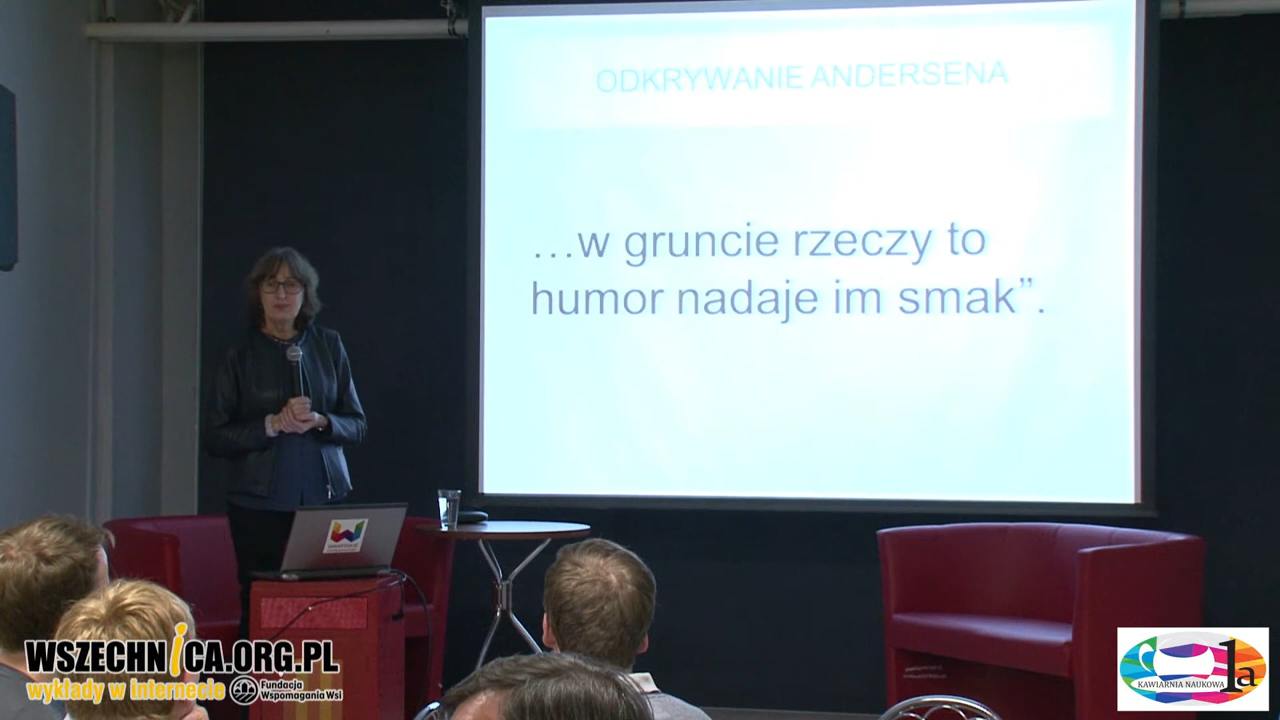 ODKRYWANIE ANDERSENA
…w gruncie rzeczy to
humor nadaje im smak”.
WSZECHNICA.ORG.PL
wykłady w internecie
Fundacja
Wspomagania Wsi
KAWIARNIA NAUKOWA 1a